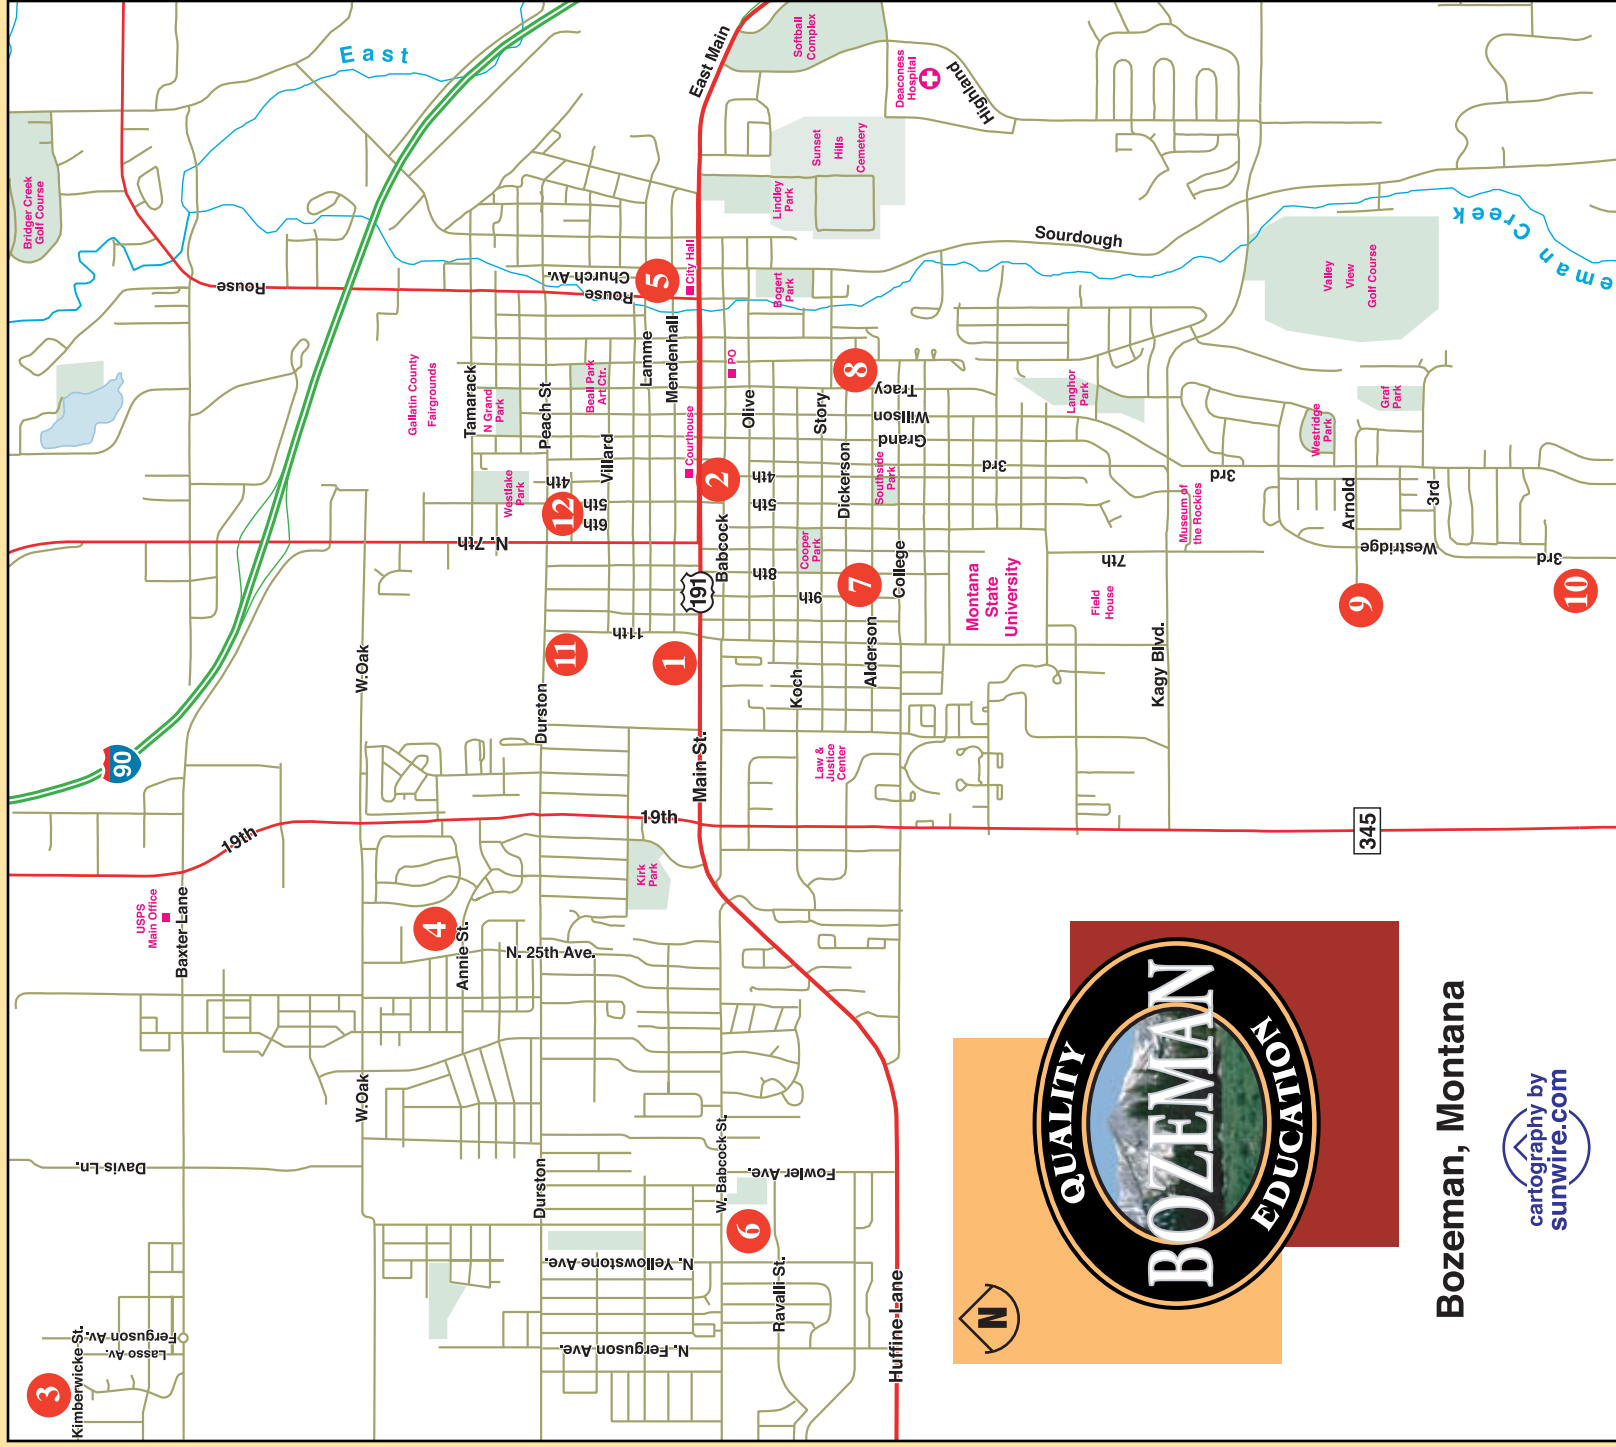 Bridger Creek
Golf Course
East
East Main
Softball
Complex
Deaconess
Hospital
Highland
Sunset
Hills
Cemetery
Lindley
Park
Sourdough
Rouse
Church Av.
Rouse
5
City Hall
Bogert
Park
Valley
View
Golf Course
eman Creek
Gallatin County
Fairgrounds
Tamarack
N Grand
Park
Peach St
Beall Park
Art Ctr.
Lamme
Mendenhall
PO
Olive
Story
8
Tracy
Willson
Grand
Langhor
Park
Westridge
Park
Graf
Park
Villard
Courthouse
2
4th
4th
5th
5th
6th
12
Westlake
Park
Dickerson
Southside
Park
3rd
3rd
3rd
3rd
Arnold
Westridge
Museum of
the Rockies
N. 7th
7th
Babcock
Cooper
Park
8th
9th
7
College
191
Montana
State
University
Field
House
9
10
11th
11
1
W.Oak
Durston
Koch
Alderson
Kagy Blvd.
90
Main St.
Law &
Justice
Center
19th
19th
345
USPS
Main Office
Baxter Lane
4
Annie St.
N. 25th Ave.
Kirk
Park
W.Oak
Davis Ln.
Durston
W. Babcock St.
Fowler Ave.
6
N. Yellowstone Ave.
Ravalli St.
N. Ferguson Ave.
Huffine Lane
Ferguson Av.
Lasso Av.
Kimberwicke St.
3
QUALITY
BOZEMAN
EDUCATION
N
Bozeman, Montana
cartography by
sunwire.com